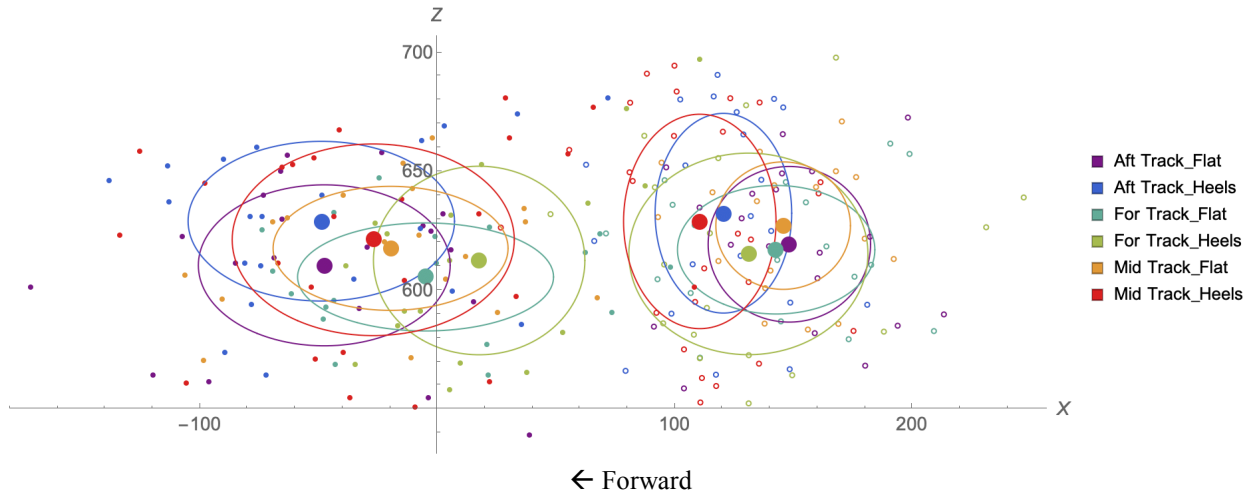 Z
700
650
600
−100
100
200
X
Aft Track_Flat
Aft Track_Heels
For Track_Flat
For Track_Heels
Mid Track_Flat
Mid Track_Heels
← Forward